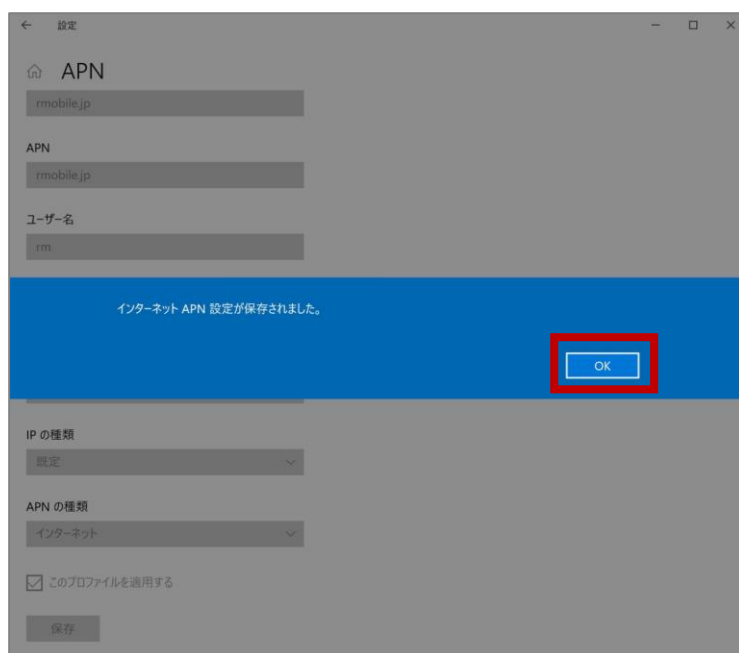 設定
APN
rmobile.jp
APN
rmobile.jp
ユーザー名
rm
インターネット APN 設定が保存されました。
OK
IP の種類
既定
APN の種類
インターネット
このプロファイルを適用する
保存